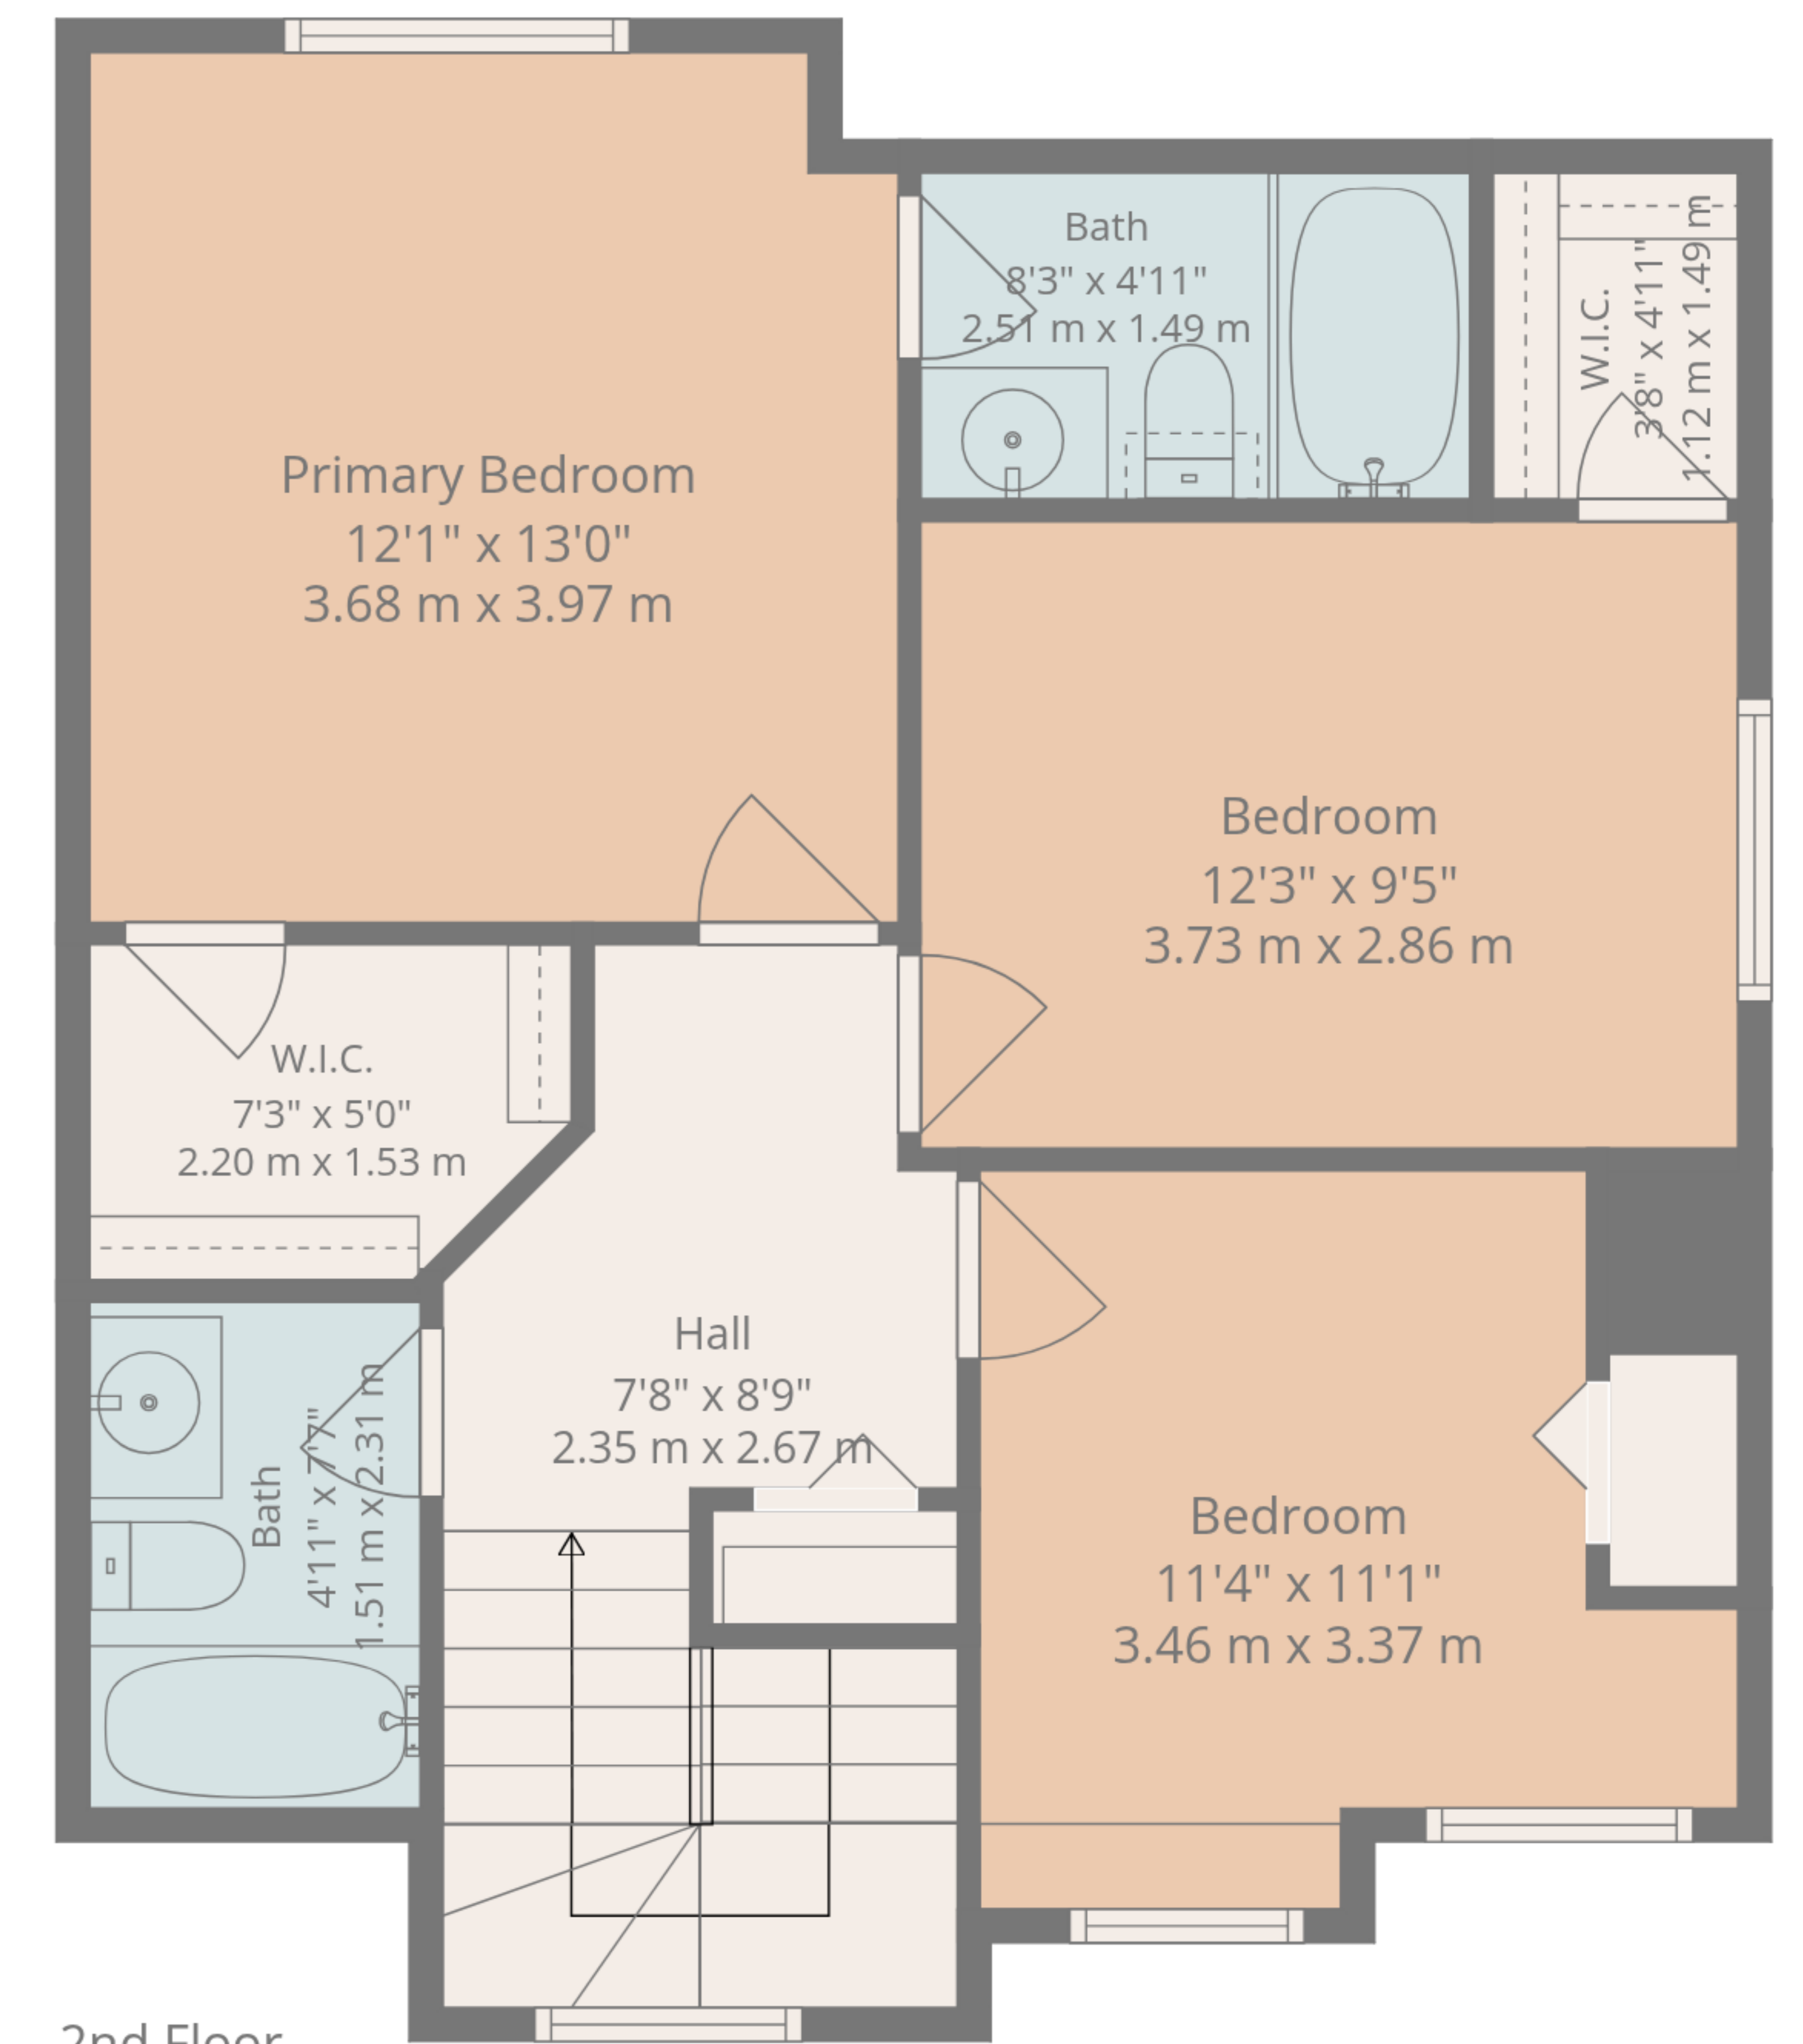 Primary Bedroom
12'1" x 13'0"
3.68 m x 3.97 m
Bath
8'3" x 4'11"
2.51 m x 1.49 m
W.I.C.
3'8" x 4'11"
1.12 m x 1.49 m
Bedroom
12'3" x 9'5"
3.73 m x 2.86 m
W.I.C.
7'3" x 5'0"
2.20 m x 1.53 m
Hall
7'8" x 8'9"
2.35 m x 2.67 m
Bath
4'11" x 7'7"
1.51 m x 2.31 m
Bedroom
11'4" x 11'1"
3.46 m x 3.37 m
2nd Floor